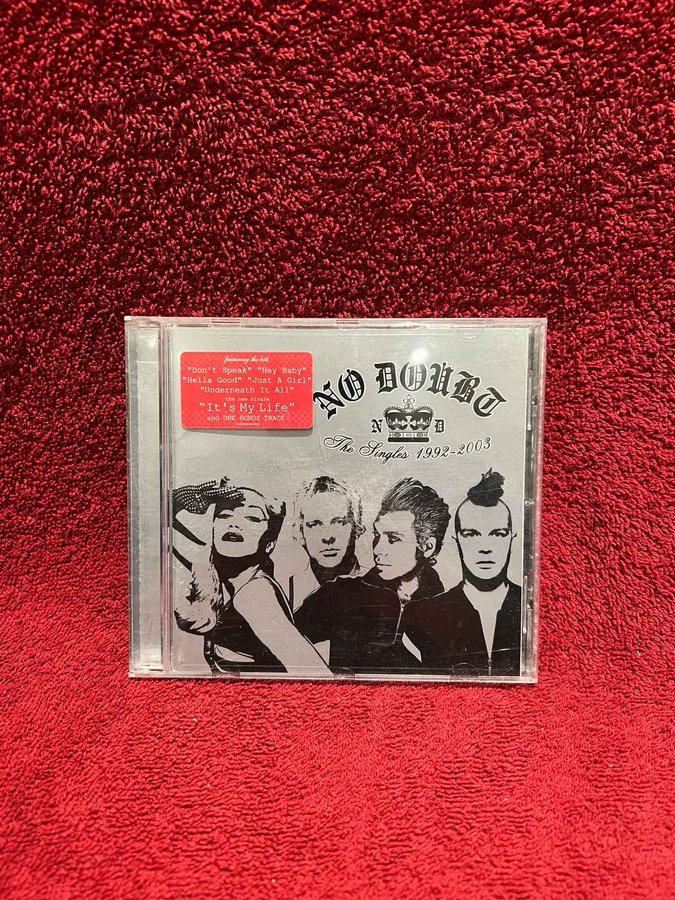 featuring the hits
"Don't Speak" "Hey Baby"
"Hella Good" "Just A Girl"
"Underneath It All"
the new single
"It's My Life"
and ONE BONUS TRACK
NO DOUBT
N D
The Singles 1992-2003